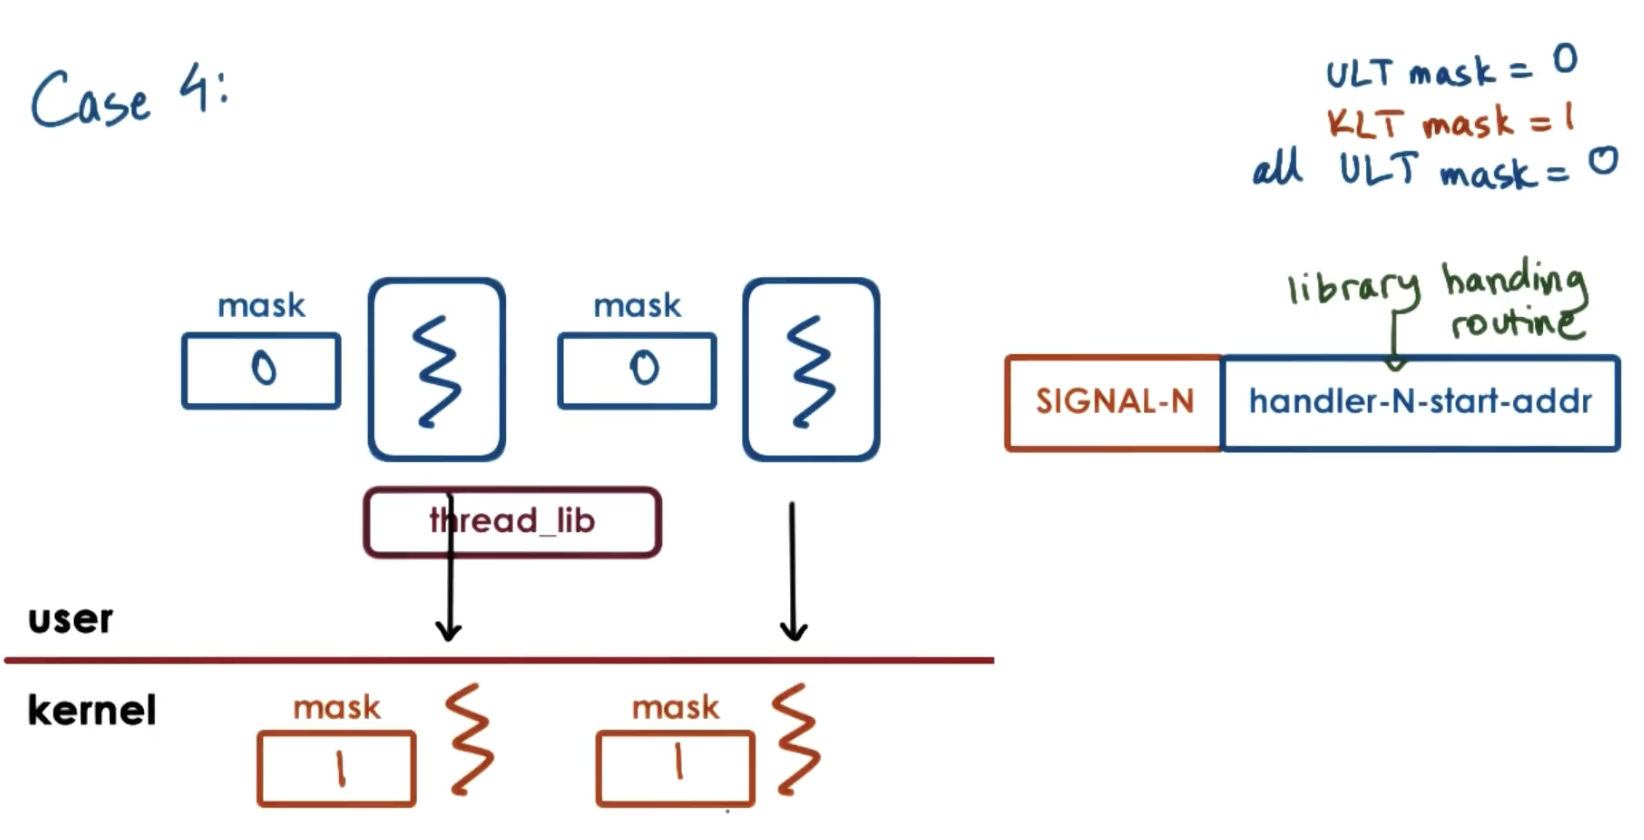 Case 4:
ULT mask = 0
KLT mask = 1
all ULT mask = 0
library handing
routine
mask
0
mask
0
SIGNAL-N
handler-N-start-addr
thread_lib
user
kernel
mask
1
mask
1